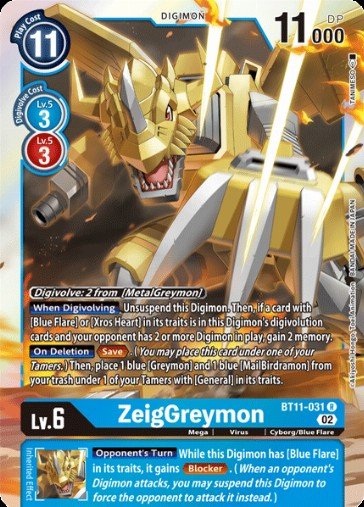 Play Cost
11
DIGIMON
11000
DP
Digivolve Cost
Lv.5
3
Lv.5
3
TANIMESO
Digivolve: 2 from [MetalGreymon]
When Digivolving Unsuspend this Digimon. Then, if a card with
[Blue Flare] or [Xros Heart] in its traits is in this Digimon's digivolution
cards and your opponent has 2 or more Digimon in play, gain 2 memory.
On Deletion Save. (You may place this card under one of your
Tamers.) Then, place 1 blue [Greymon] and 1 blue [MailBirdramon] from
your trash under 1 of your Tamers with [General] in its traits.
Lv.6
ZeigGreymon
BT11-031 R
02
Mega | Virus | Cyborg/Blue Flare
Inherited Effect
Opponent's Turn While this Digimon has [Blue Flare]
in its traits, it gains Blocker. (When an opponent's
Digimon attacks, you may suspend this Digimon to
force the opponent to attack it instead.)